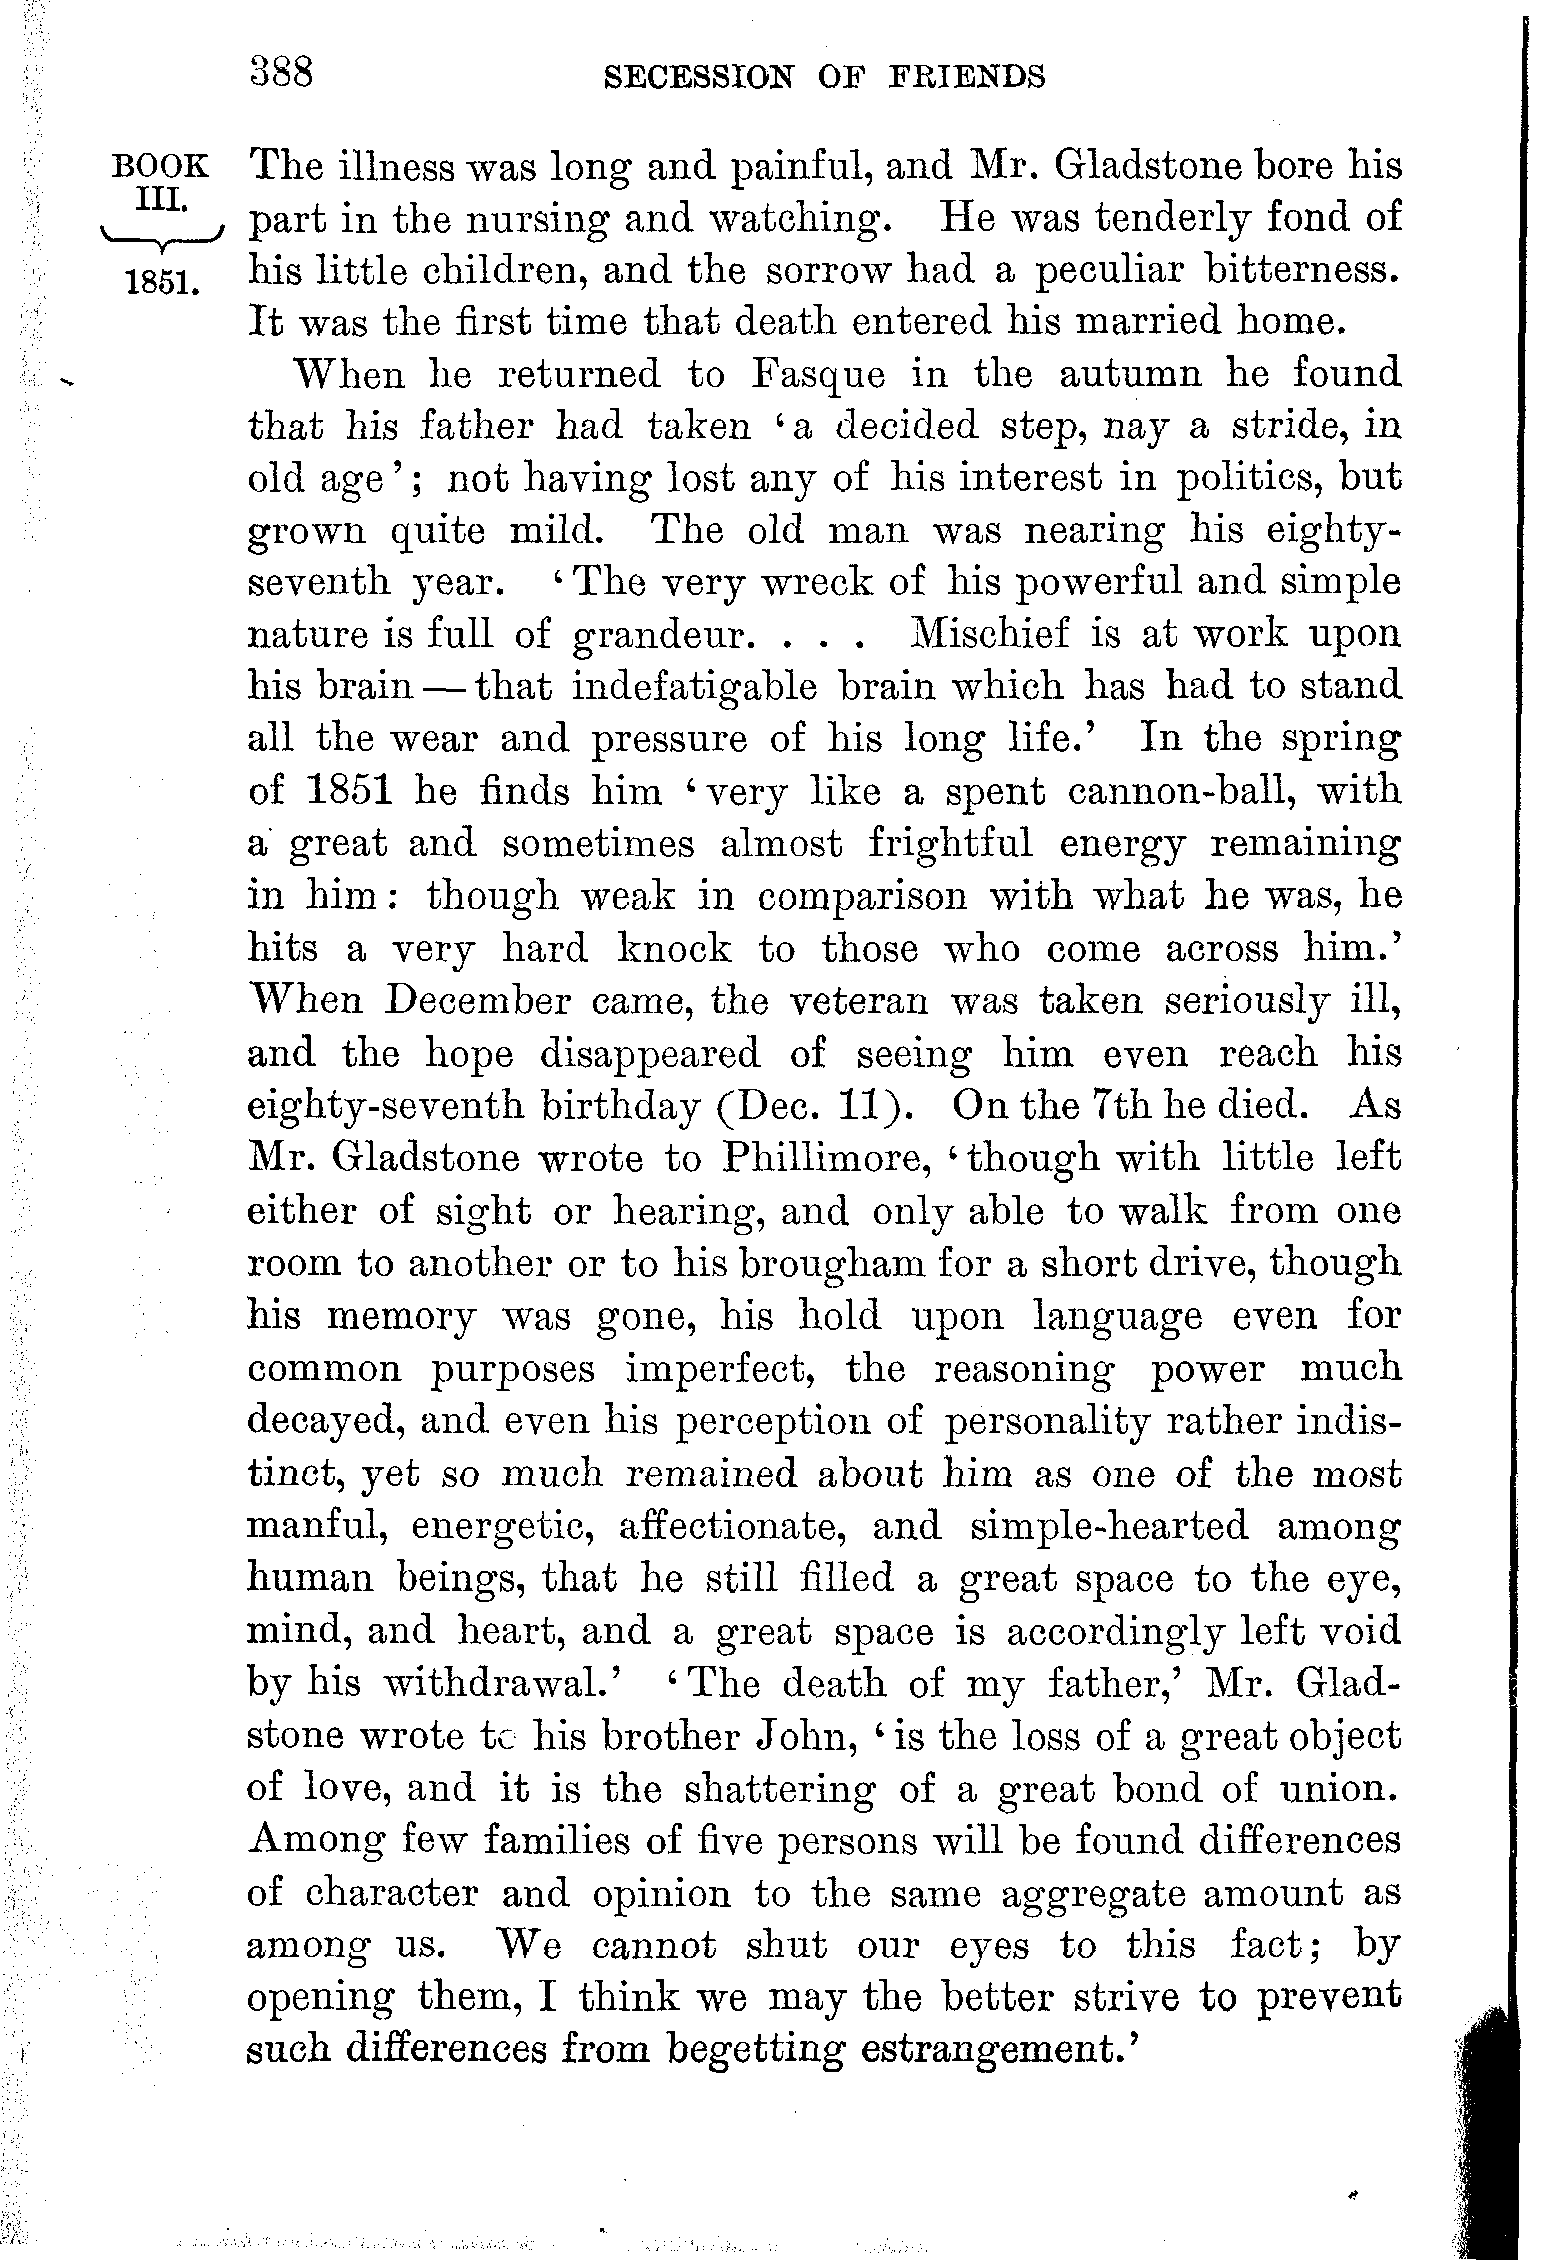 388 SECESSION OF FRIENDS
BOOK
III.
1851.
The illness was long and painful, and Mr. Gladstone bore his
part in the nursing and watching. He was tenderly fond of
his little children, and the sorrow had a peculiar bitterness.
It was the first time that death entered his married home.
When he returned to Fasque in the autumn he found
that his father had taken ‘a decided step, nay a stride, in
old age’; not having lost any of his interest in politics, but
grown quite mild. The old man was nearing his eighty-
seventh year. ‘The very wreck of his powerful and simple
nature is full of grandeur. . . . Mischief is at work upon
his brain — that indefatigable brain which has had to stand
all the wear and pressure of his long life.’ In the spring
of 1851 he finds him ‘very like a spent cannon-ball, with
a great and sometimes almost frightful energy remaining
in him: though weak in comparison with what he was, he
hits a very hard knock to those who come across him.’
When December came, the veteran was taken seriously ill,
and the hope disappeared of seeing him even reach his
eighty-seventh birthday (Dec. 11). On the 7th he died. As
Mr. Gladstone wrote to Phillimore, ‘though with little left
either of sight or hearing, and only able to walk from one
room to another or to his brougham for a short drive, though
his memory was gone, his hold upon language even for
common purposes imperfect, the reasoning power much
decayed, and even his perception of personality rather indis-
tinct, yet so much remained about him as one of the most
manful, energetic, affectionate, and simple-hearted among
human beings, that he still filled a great space to the eye,
mind, and heart, and a great space is accordingly left void
by his withdrawal.’ ‘The death of my father,’ Mr. Glad-
stone wrote to his brother John, ‘is the loss of a great object
of love, and it is the shattering of a great bond of union.
Among few families of five persons will be found differences
of character and opinion to the same aggregate amount as
among us. We cannot shut our eyes to this fact; by
opening them, I think we may the better strive to prevent
such differences from begetting estrangement.’